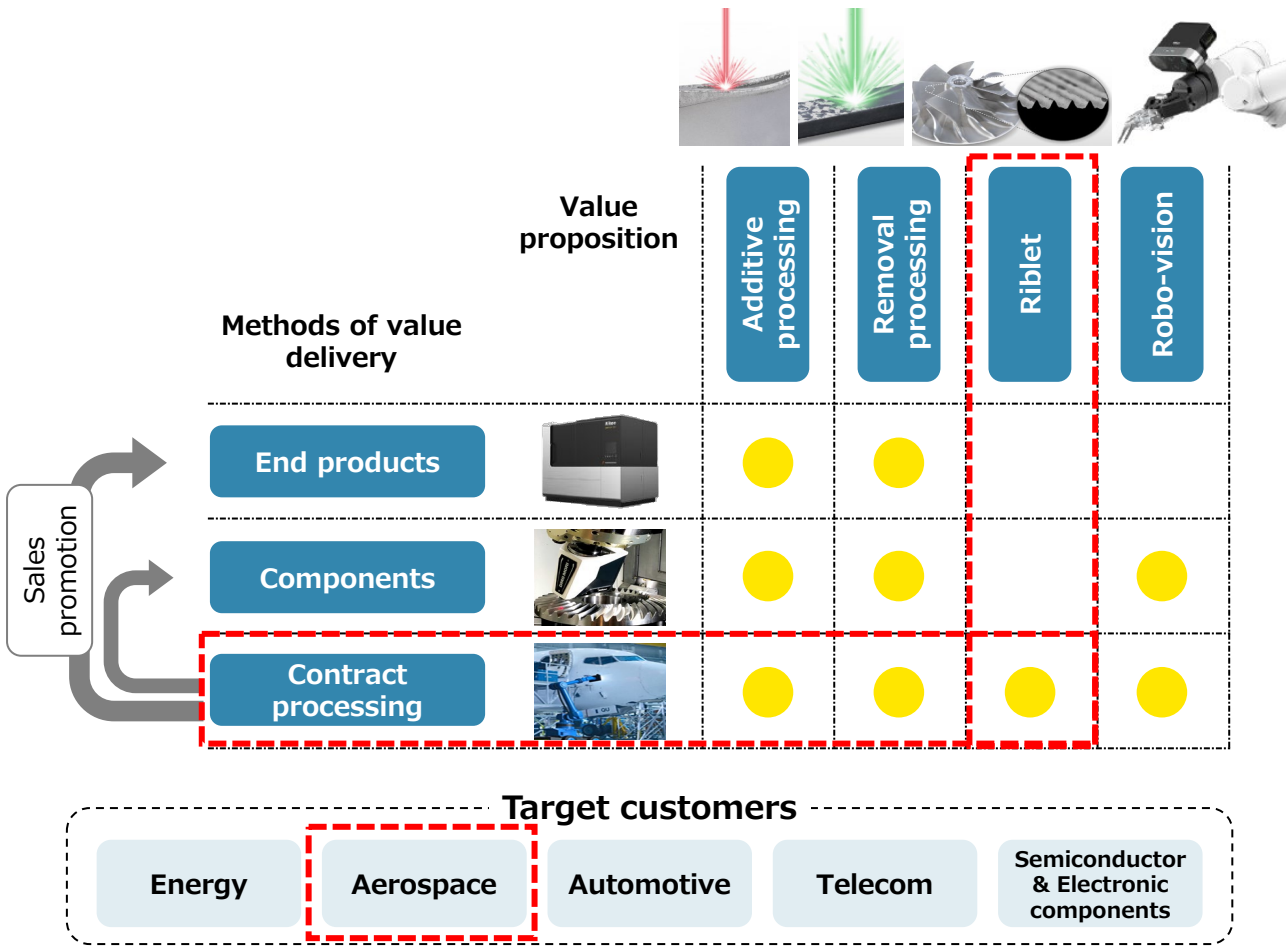 Value
proposition
Additive
processing
Removal
processing
Riblet
Robo-vision
Methods of value
delivery
End products
Components
Contract
processing
Sales
promotion
Target customers
Energy
Aerospace
Automotive
Telecom
Semiconductor
& Electronic
components